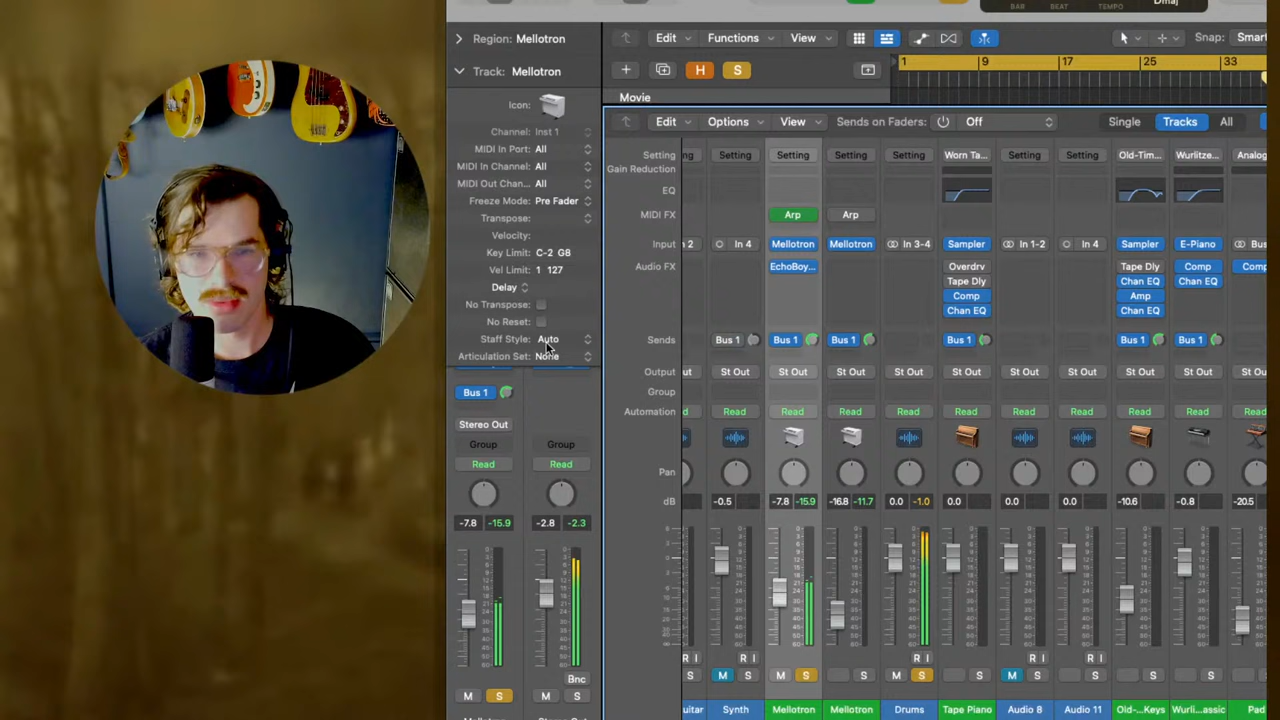 BAR BEAT TEMPO Dmaj
Region: Mellotron
Track: Mellotron
Icon:
Channel: Inst 1
MIDI In Port: All
MIDI In Channel: All
MIDI Out Chan... All
Freeze Mode: Pre Fader
Transpose:
Velocity:
Key Limit: C-2 G8
Vel Limit: 1 127
Delay
No Transpose:
No Reset:
Staff Style: Auto
Articulation Set: None
Bus 1
Stereo Out
Group Group
Read Read
-7.8 -15.9 -2.8 -2.3
Bnc
M S M S
Edit Functions View Snap: Smart
H S 1 9 17 25 33
Movie
Edit Options View Sends on Faders: Off Single Tracks All
Setting Setting Setting Setting Setting Worn Ta... Setting Setting Old-Tim... Wurlitze... Analog
Gain Reduction
EQ
MIDI FX Arp Arp
Input n 2 In 4 Mellotron Mellotron In 3-4 Sampler In 1-2 In 4 Sampler E-Piano Bus
Audio FX EchoBoy... Overdrv Tape Dly Comp Comp
Tape Dly Chan EQ Chan EQ
Comp Amp
Chan EQ Chan EQ
Sends Bus 1 Bus 1 Bus 1 Bus 1 Bus 1 Bus 1
Output ut St Out St Out St Out St Out St Out St Out St Out St Out St Out St Ou
Group
Automation Read Read Read Read Read Read Read Read Read Read
Pan
dB -0.5 -7.8 -15.9 -16.8 -11.7 0.0 -1.0 0.0 0.0 0.0 -10.6 -0.8 -20.5
R I R I R I R I R I
M S M S M S M S M S M S M S M S M S M
uitar Synth Mellotron Mellotron Drums Tape Piano Audio 8 Audio 11 Old-...Keys Wurli...assic Pad